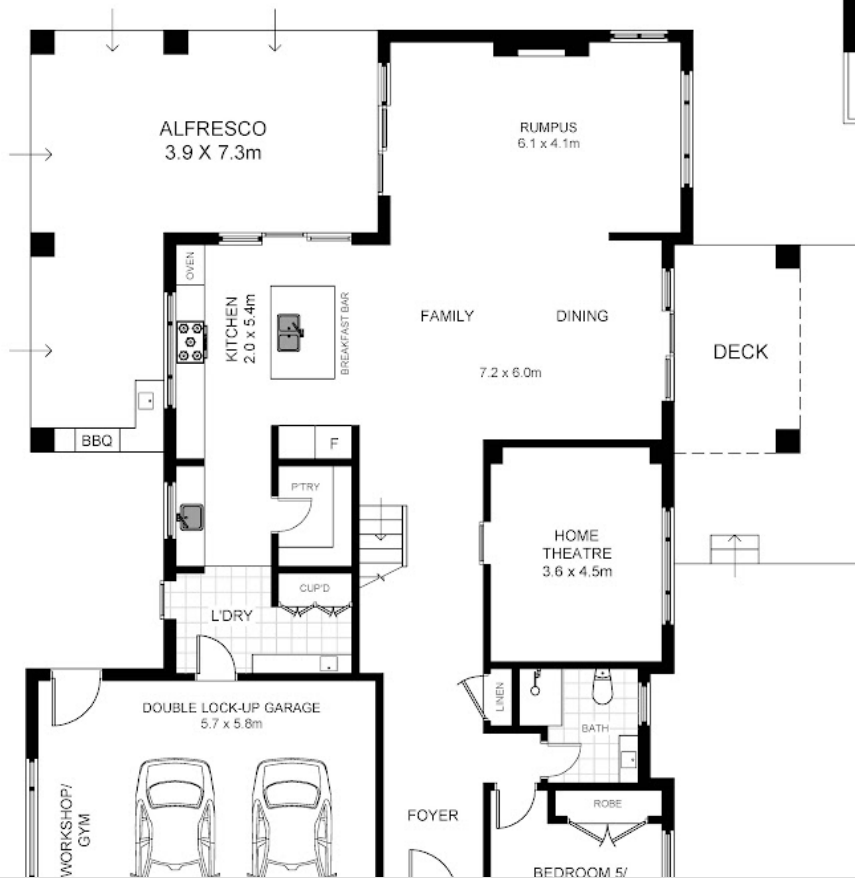 ALFRESCO
3.9 X 7.3m
RUMPUS
6.1 x 4.1m
OVEN
KITCHEN
2.0 x 5.4m
BREAKFAST BAR
FAMILY
DINING
7.2 x 6.0m
DECK
BBQ
F
P'TRY
HOME
THEATRE
3.6 x 4.5m
CUP'D
L'DRY
LINEN
BATH
DOUBLE LOCK-UP GARAGE
5.7 x 5.8m
WORKSHOP/
GYM
FOYER
ROBE
BEDROOM 5/